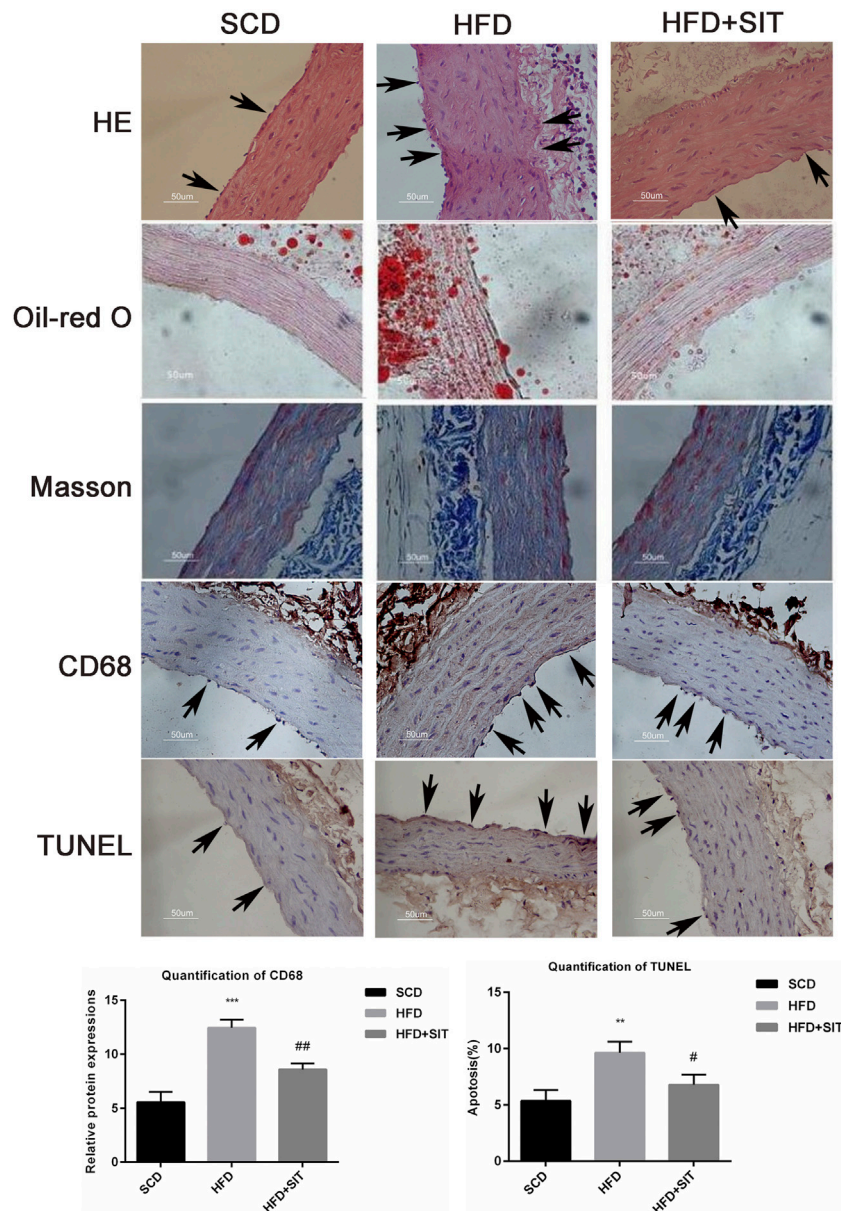 SCD HFD HFD+SIT
HE
50um 50um 50um
Oil-red O
50um 50um 50um
Masson
50um 50um 50um
CD68
50um 50um 50um
TUNEL
50um 50um 50um
Quantification of CD68
Relative protein expressions
15
10
5
0
***
##
SCD
HFD
HFD+SIT
SCD
HFD
HFD+SIT
Quantification of TUNEL
Apotosis(%)
15
10
5
0
**
#
SCD
HFD
HFD+SIT
SCD
HFD
HFD+SIT